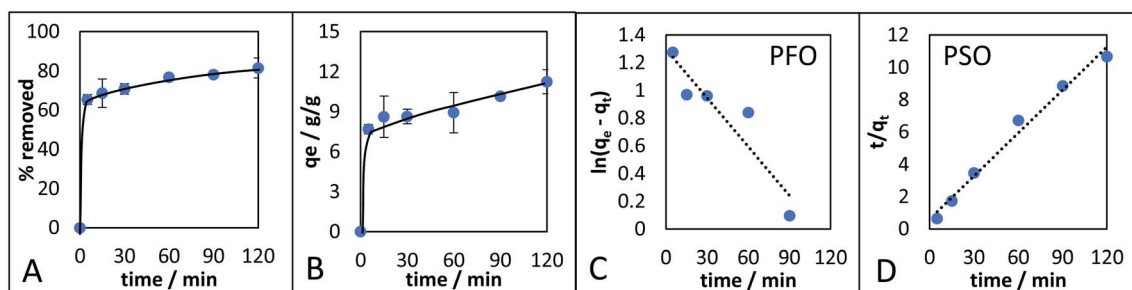 % removed
100
80
60
40
20
0
0 30 60 90 120
time / min
A
qe / g/g
15
12
9
6
3
0
0 30 60 90 120
time / min
B
ln(qₑ - qₜ)
1.4
1.2
1
0.8
0.6
0.4
0.2
0
PFO
0 30 60 90 120
time / min
C
t/qₜ
12
10
8
6
4
2
0
PSO
0 30 60 90 120
time / min
D